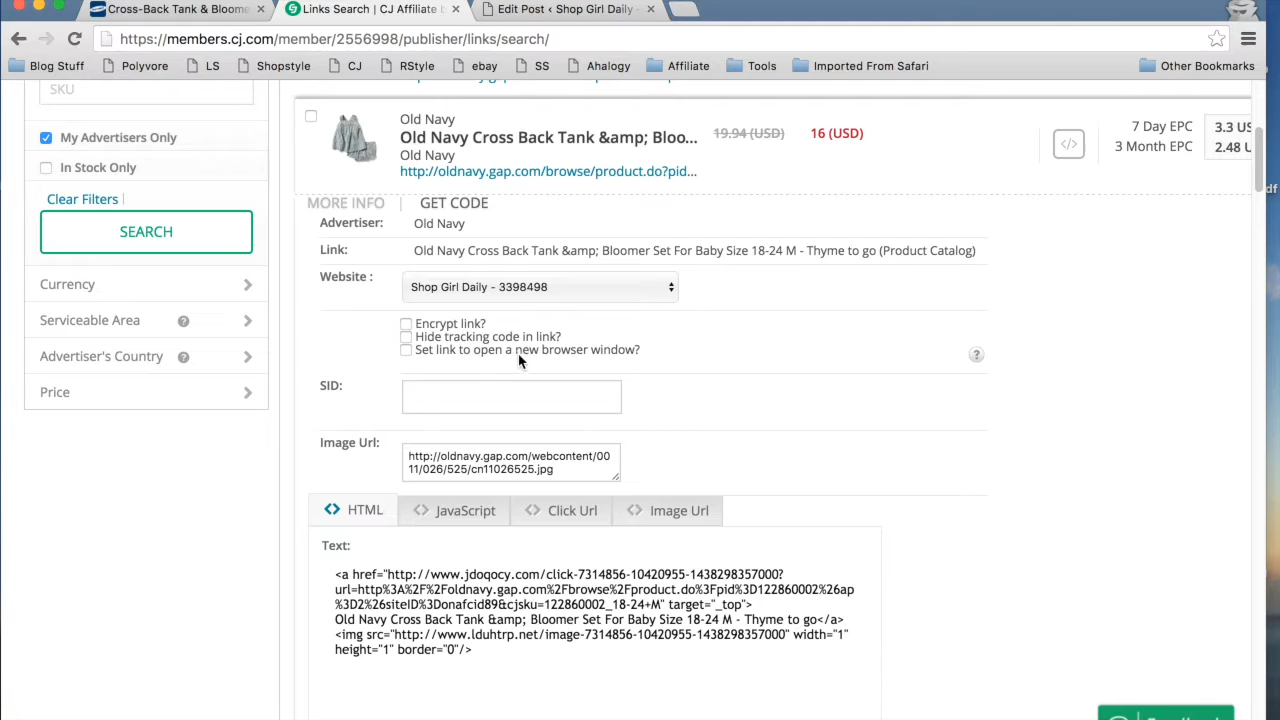 Cross-Back Tank & Bloome
Links Search | CJ Affiliate b
Edit Post ‹ Shop Girl Daily —
https://members.cj.com/member/2556998/publisher/links/search/
Blog Stuff Polyvore LS Shopstyle CJ RStyle ebay SS Analogy Affiliate Tools Imported From Safari Other Bookmarks
SKU
My Advertisers Only
In Stock Only
Clear Filters
SEARCH
Currency
Serviceable Area ?
Advertiser's Country ?
Price
Old Navy
Old Navy Cross Back Tank &amp; Bloo...
19.94 (USD) 16 (USD)
Old Navy
http://oldnavy.gap.com/browse/product.do?pid...
</>
7 Day EPC 3.3 US
3 Month EPC 2.48 U
MORE INFO | GET CODE
Advertiser: Old Navy
Link: Old Navy Cross Back Tank &amp; Bloomer Set For Baby Size 18-24 M - Thyme to go (Product Catalog)
Website : Shop Girl Daily - 3398498
Encrypt link?
Hide tracking code in link?
Set link to open a new browser window?
?
SID:
Image Url: http://oldnavy.gap.com/webcontent/00
11/026/525/cn11026525.jpg
<> HTML <> JavaScript <> Click Url <> Image Url
Text:
<a href="http://www.jdoqocy.com/click-7314856-10420955-1438298357000?
url=http%3A%2F%2Foldnavy.gap.com%2Fbrowse%2Fproduct.do%3Fpid%3D122860002%26ap
%3D2%26siteID%3Donafcid89&cjsku=122860002_18-24+M" target="_top">
Old Navy Cross Back Tank &amp; Bloomer Set For Baby Size 18-24 M - Thyme to go</a>
<img src="http://www.lduhtrp.net/image-7314856-10420955-1438298357000" width="1"
height="1" border="0"/>
df